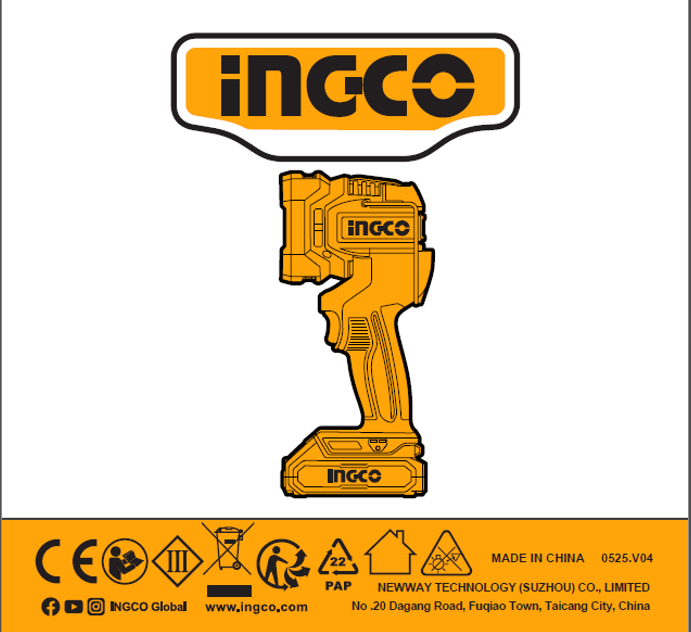 INGCO
INGCO
INGCO
CE III 22 MADE IN CHINA 0525.V04
PAP NEWWAY TECHNOLOGY (SUZHOU) CO., LIMITED
INGCO Global www.ingco.com No .20 Dagang Road, Fuqiao Town, Taicang City, China